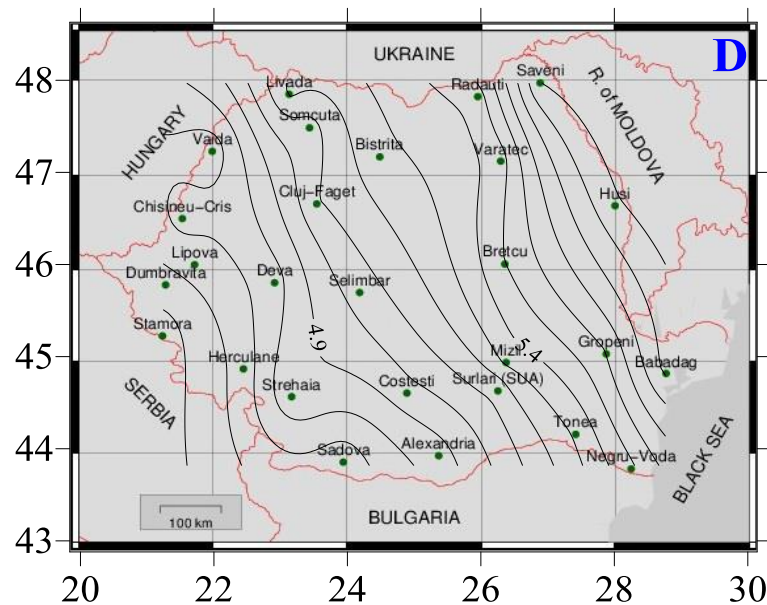 D
UKRAINE
48
Livada
Saveni
Radauti
R. of MOLDOVA
HUNGARY
Somcuta
Vaida
Bistrita
Varatec
47
Cluj-Faget
Husi
Chisineu-Cris
46
Lipova
Bretcu
Dumbravita
Deva
Selimbar
Stamora
4.9
5.4
45
Mizil
Gropeni
Herculane
Babadag
SERBIA
Strehaia
Costesti
Surlari (SUA)
44
Sadova
Alexandria
Tonea
Negru-Voda
BLACK SEA
100 km
BULGARIA
43
20 22 24 26 28 30